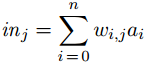 in_j = \sum_{i=0}^{n} w_{i,j} a_i